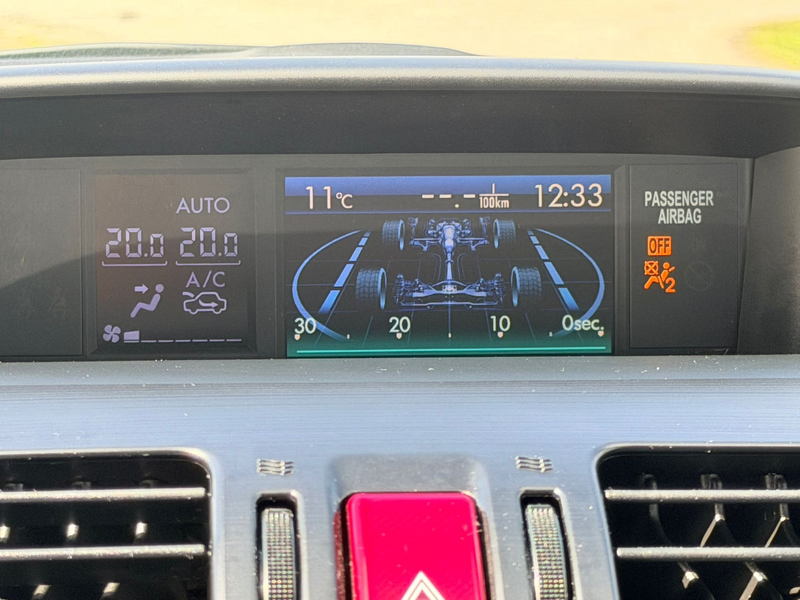 AUTO
20.0 20.0
A/C
11°C --.- L/100km 12:33
30 20 10 0sec.
PASSENGER
AIRBAG
OFF
2